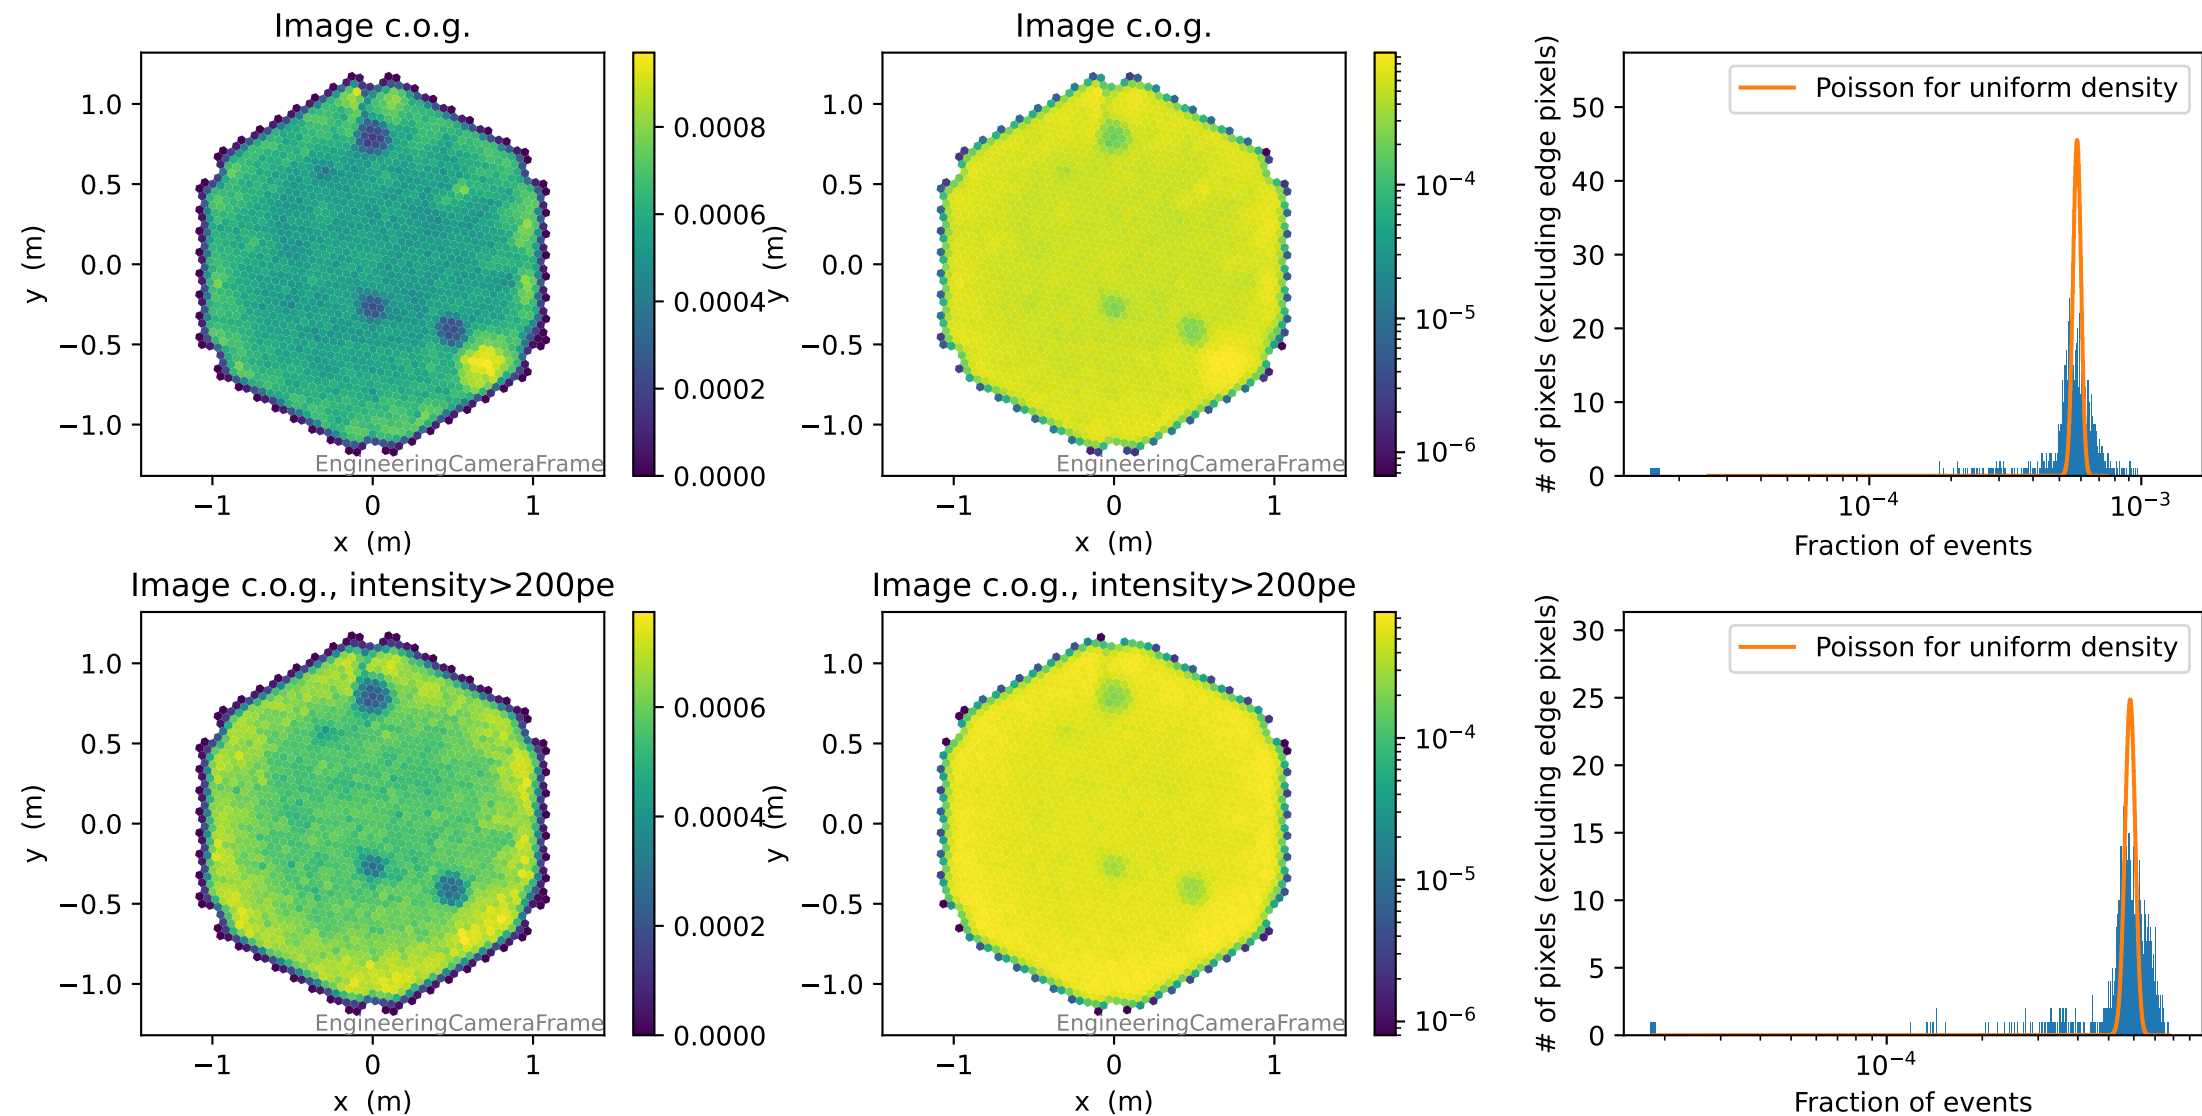 Image c.o.g.
1.0
0.5
0.0
−0.5
−1.0
y (m)
−1
0
1
x (m)
EngineeringCameraFrame
0.0008
0.0006
0.0004
0.0002
0.0000
Image c.o.g.
1.0
0.5
0.0
−0.5
−1.0
y (m)
−1
0
1
x (m)
EngineeringCameraFrame
10⁻⁴
10⁻⁵
10⁻⁶
# of pixels (excluding edge pixels)
50
40
30
20
10
0
Poisson for uniform density
10⁻⁴
10⁻³
Fraction of events
Image c.o.g., intensity>200pe
1.0
0.5
0.0
−0.5
−1.0
y (m)
−1
0
1
x (m)
EngineeringCameraFrame
0.0006
0.0004
0.0002
0.0000
Image c.o.g., intensity>200pe
1.0
0.5
0.0
−0.5
−1.0
y (m)
−1
0
1
x (m)
EngineeringCameraFrame
10⁻⁴
10⁻⁵
10⁻⁶
# of pixels (excluding edge pixels)
30
25
20
15
10
5
0
Poisson for uniform density
10⁻⁴
Fraction of events